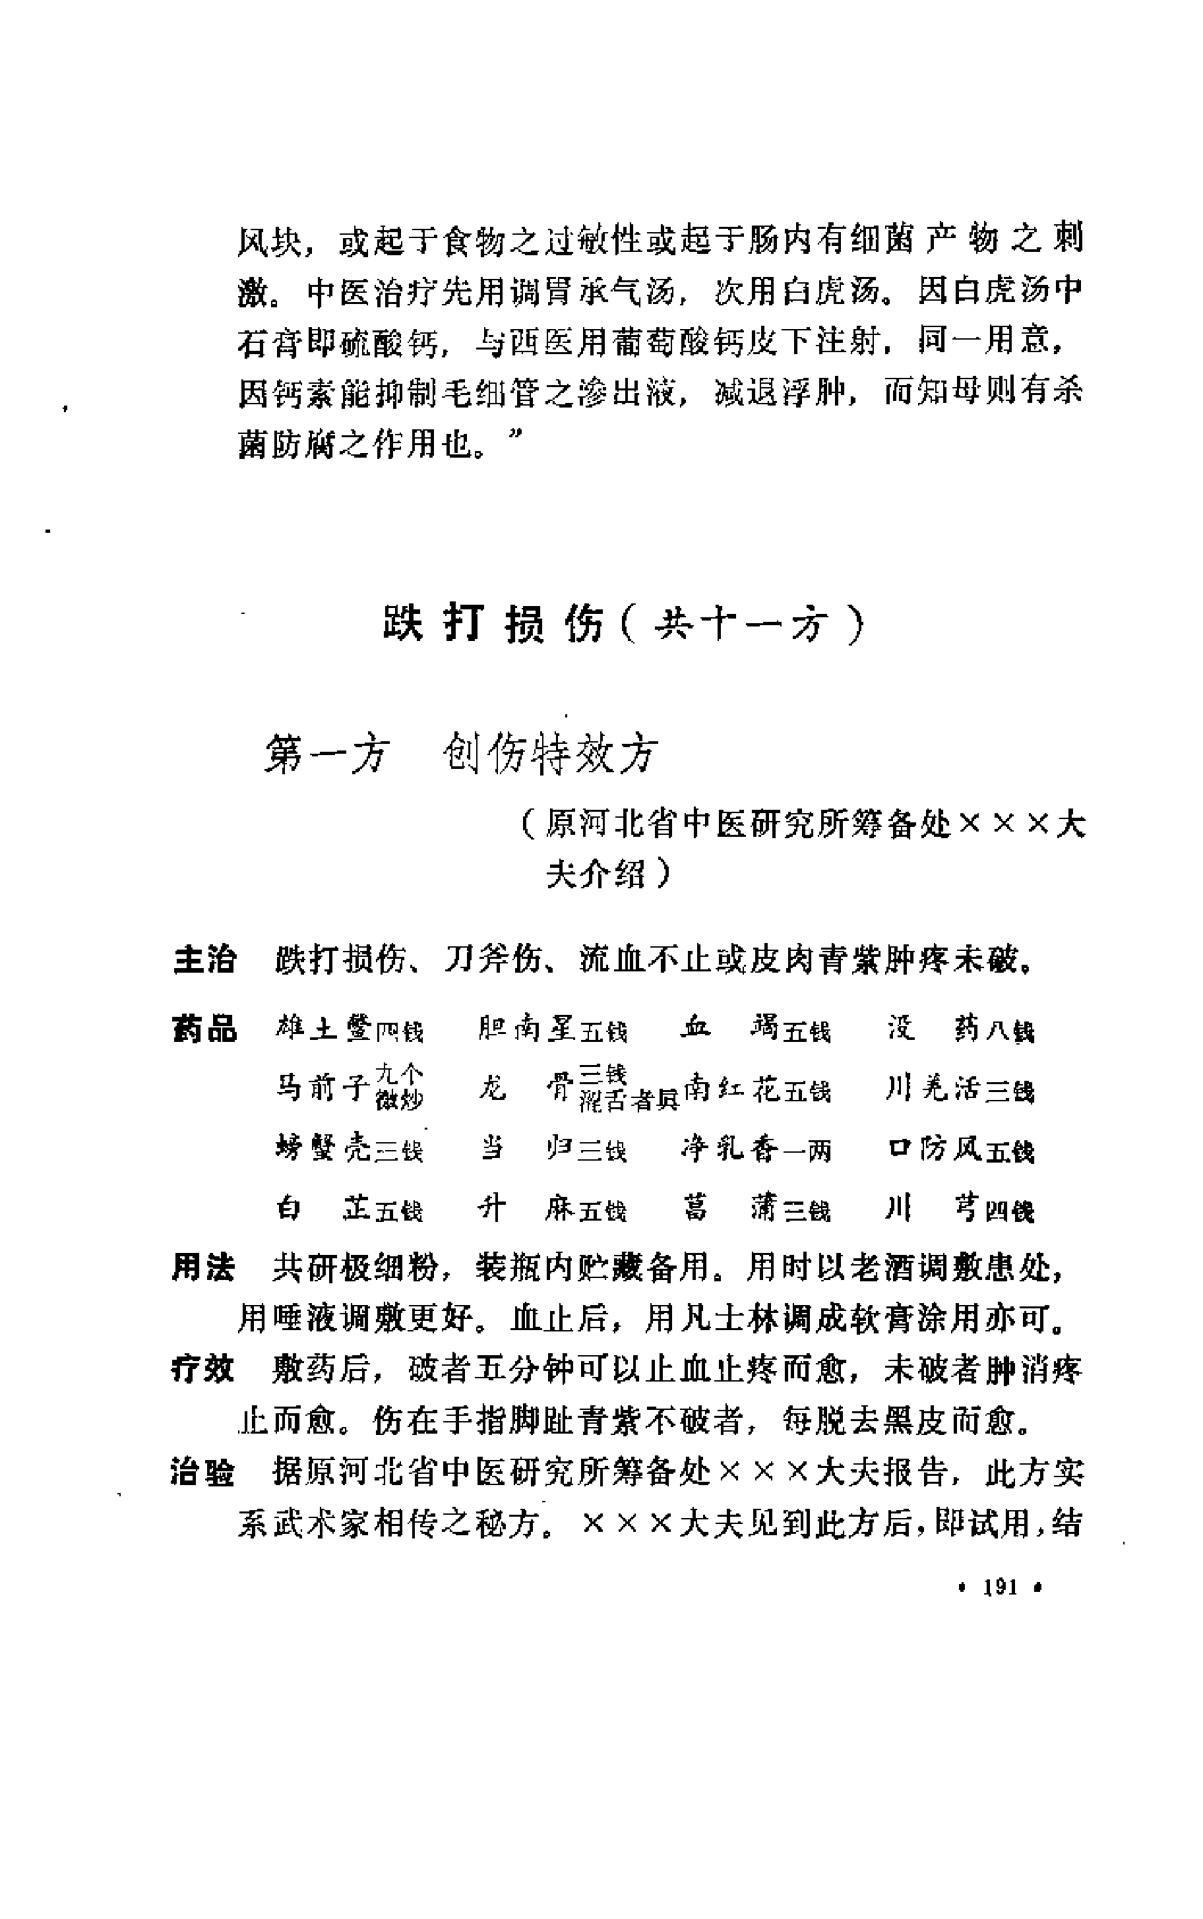 风块，或起于食物之过敏性或起于肠内有细菌产物之刺
激。中医治疗先用调胃承气汤，次用白虎汤。因白虎汤中
石膏即硫酸钙，与西医用葡萄酸钙皮下注射，同一用意，
因钙素能抑制毛细管之渗出液，减退浮肿，而知母则有杀
菌防腐之作用也。”
跌打损伤（共十一方）
第一方　创伤特效方
（原河北省中医研究所筹备处×××大
夫介绍）
主治　跌打损伤、刀斧伤、流血不止或皮肉青紫肿疼未破。
药品　雄土鳖四钱　胆南星五钱　血　竭五钱　没　药八钱
马前子九个微炒　龙　骨三钱涩舌者真　南红花五钱　川羌活三钱
螃蟹壳三钱　当　归三钱　净乳香一两　口防风五钱
白　芷五钱　升　麻五钱　菖　蒲三钱　川　芎四钱
用法　共研极细粉，装瓶内贮藏备用。用时以老酒调敷患处，
用唾液调敷更好。血止后，用凡士林调成软膏涂用亦可。
疗效　敷药后，破者五分钟可以止血止疼而愈，未破者肿消疼
止而愈。伤在手指脚趾青紫不破者，每脱去黑皮而愈。
治验　据原河北省中医研究所筹备处×××大夫报告，此方实
系武术家相传之秘方。×××大夫见到此方后，即试用，结
• 191 •